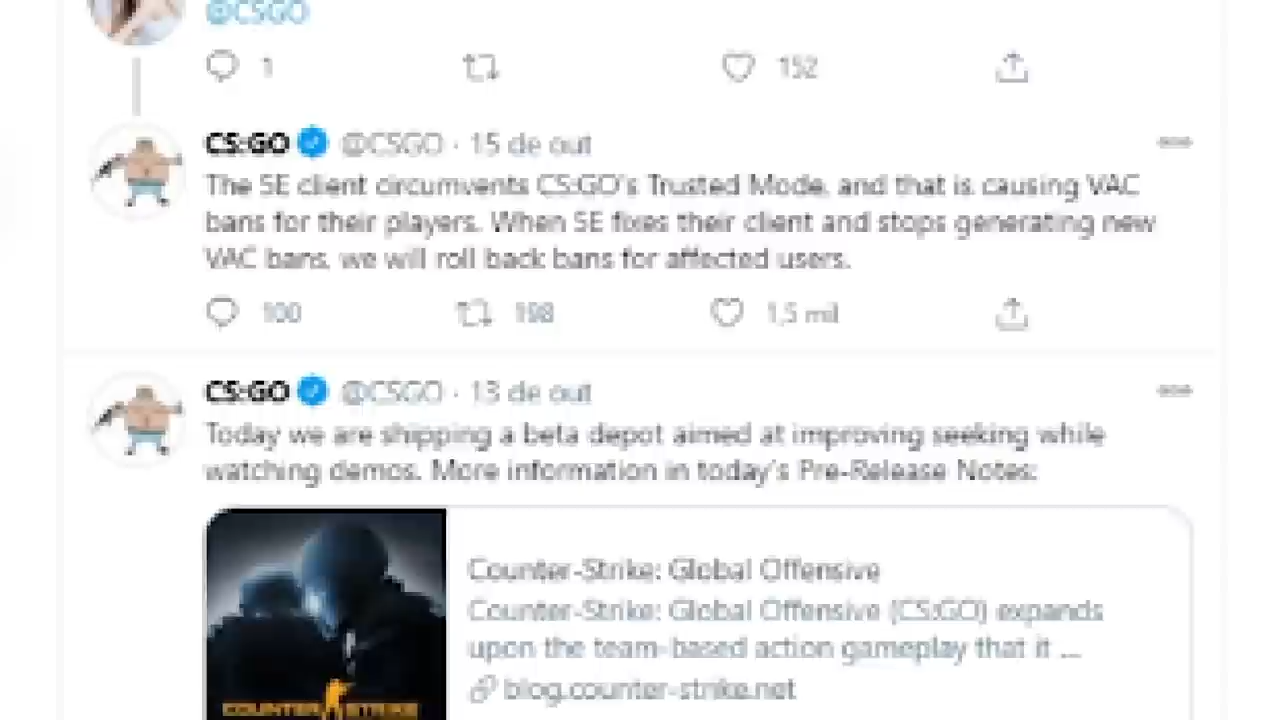 @CSGO
1 152
CS:GO @CSGO · 15 de out
The SE client circumvents CS:GO's Trusted Mode, and that is causing VAC
bans for their players. When SE fixes their client and stops generating new
VAC bans, we will roll back bans for affected users.
100 198 1,5 mil
CS:GO @CSGO · 13 de out
Today we are shipping a beta depot aimed at improving seeking while
watching demos. More information in today's Pre-Release Notes:
Counter-Strike: Global Offensive
Counter-Strike: Global Offensive (CS:GO) expands
upon the team-based action gameplay that it ...
blog.counter-strike.net
COUNTER STRIKE